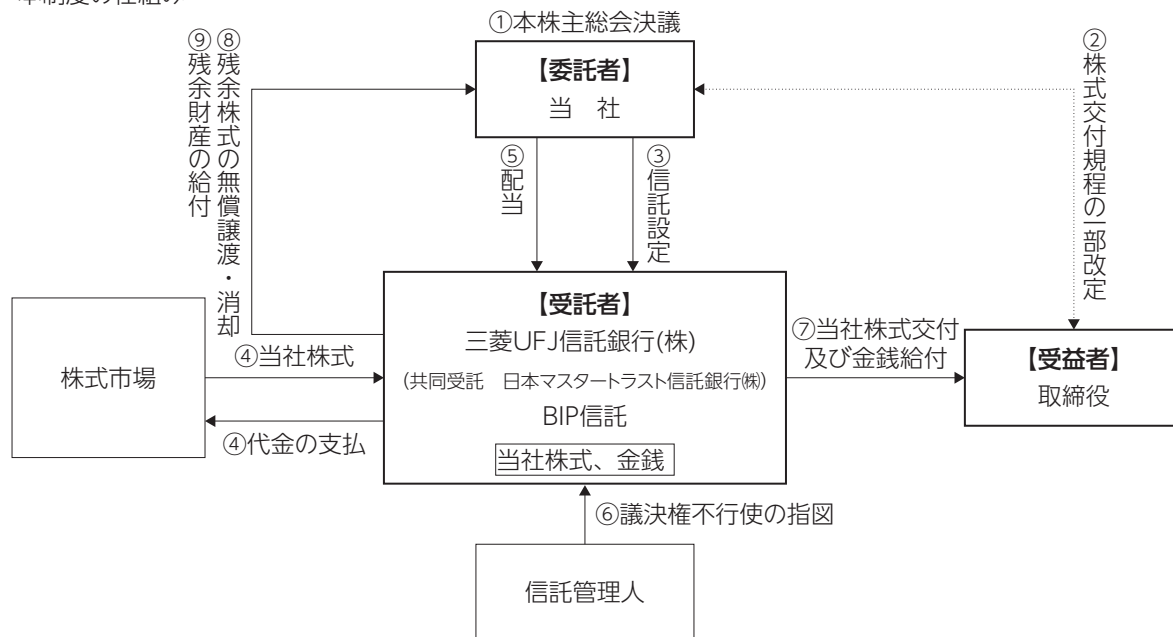 本制度の仕組み
①本株主総会決議
【委託者】
当　社
②株式交付規程の一部改定
⑨残余財産の給付
⑧残余株式の無償譲渡・消却
⑤配当
③信託設定
株式市場
④当社株式
④代金の支払
【受託者】
三菱UFJ信託銀行(株)
(共同受託　日本マスタートラスト信託銀行㈱)
BIP信託
当社株式、金銭
⑦当社株式交付
及び金銭給付
【受益者】
取締役
⑥議決権不行使の指図
信託管理人